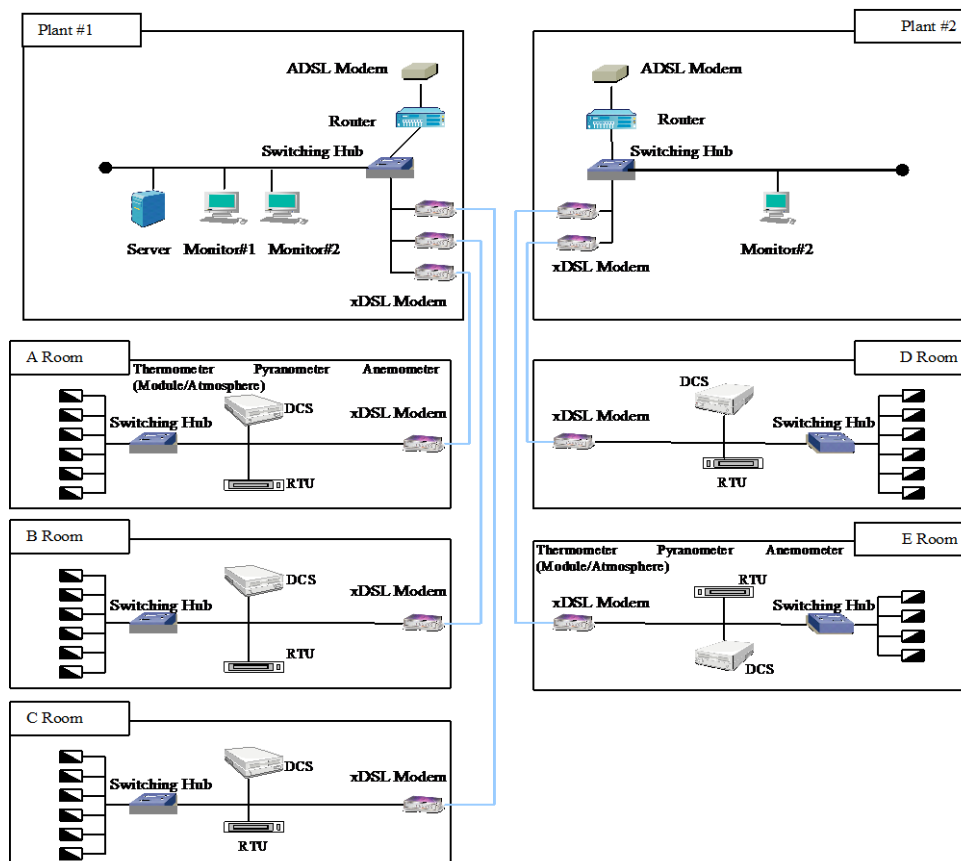 Plant #1
ADSL Modem
Router
Switching Hub
Server
Monitor#1
Monitor#2
xDSL Modem
Plant #2
ADSL Modem
Router
Switching Hub
Monitor#2
xDSL Modem
A Room
Thermometer
(Module/Atmosphere)
Pyranometer
Anemometer
Switching Hub
DCS
xDSL Modem
RTU
B Room
Switching Hub
DCS
xDSL Modem
RTU
C Room
Switching Hub
DCS
xDSL Modem
RTU
D Room
DCS
xDSL Modem
Switching Hub
RTU
E Room
Thermometer
(Module/Atmosphere)
Pyranometer
Anemometer
RTU
xDSL Modem
Switching Hub
DCS